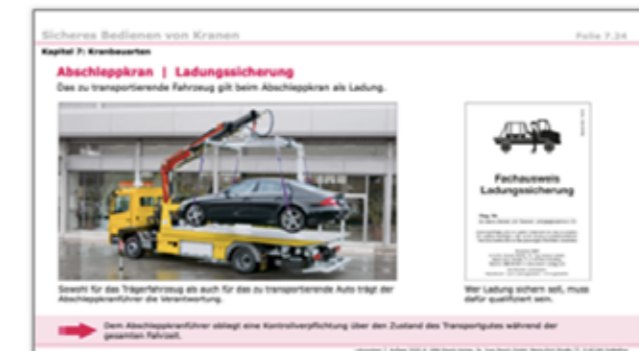 Sicheres Bedienen von Kranen
Folie 7.24
Kapitel 7: Kranbauarten
Abschleppkran | Ladungssicherung
Das zu transportierende Fahrzeug gilt beim Abschleppkran als Ladung.
Fachausweis
Ladungssicherung
Sowohl für das Trägerfahrzeug als auch für das zu transportierende Auto trägt der
Abschleppkranführer die Verantwortung.
Wer Ladung sichern soll, muss
dafür qualifiziert sein.
Dem Abschleppkranführer obliegt eine Kontrollverpflichtung über den Zustand des Transportgutes während der
gesamten Fahrzeit.